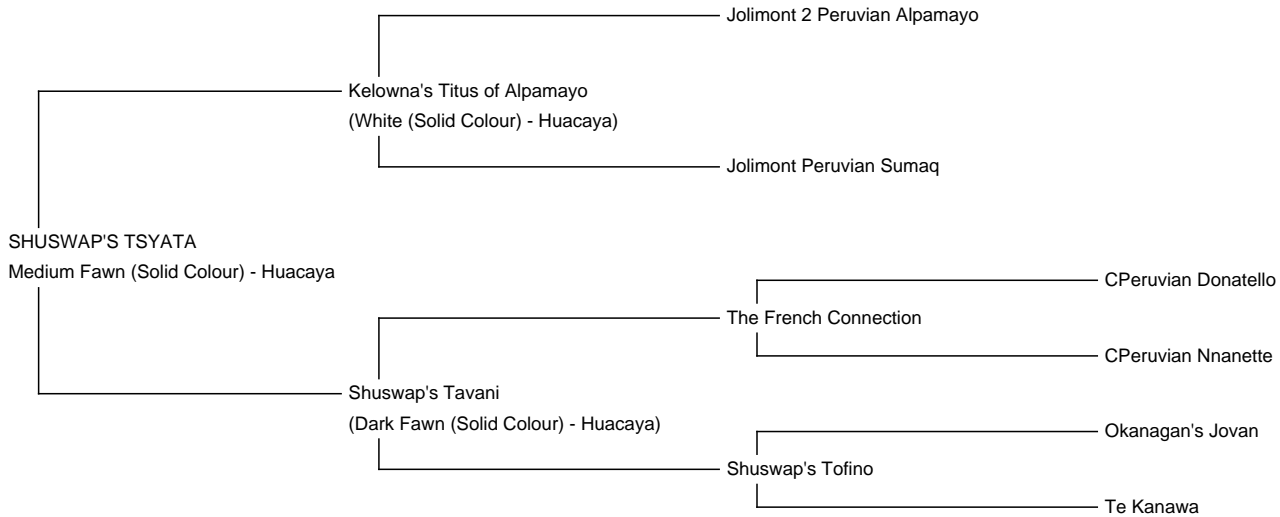 Jolimont 2 Peruvian Alpamayo
Kelowna's Titus of Alpamayo
(White (Solid Colour) - Huacaya)
Jolimont Peruvian Sumaq
SHUSWAP'S TSYATA
Medium Fawn (Solid Colour) - Huacaya
CPeruvian Donatello
The French Connection
CPeruvian Nnanette
Shuswap's Tavani
(Dark Fawn (Solid Colour) - Huacaya)
Okanagan's Jovan
Shuswap's Tofino
Te Kanawa